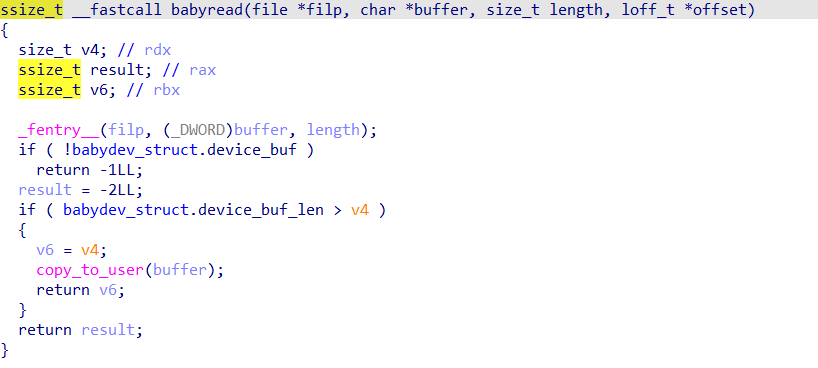 ssize_t __fastcall babyread(file *filp, char *buffer, size_t length, loff_t *offset)
{
  size_t v4; // rdx
  ssize_t result; // rax
  ssize_t v6; // rbx

  _fentry__(filp, (_DWORD)buffer, length);
  if ( !babydev_struct.device_buf )
    return -1LL;
  result = -2LL;
  if ( babydev_struct.device_buf_len > v4 )
  {
    v6 = v4;
    copy_to_user(buffer);
    return v6;
  }
  return result;
}